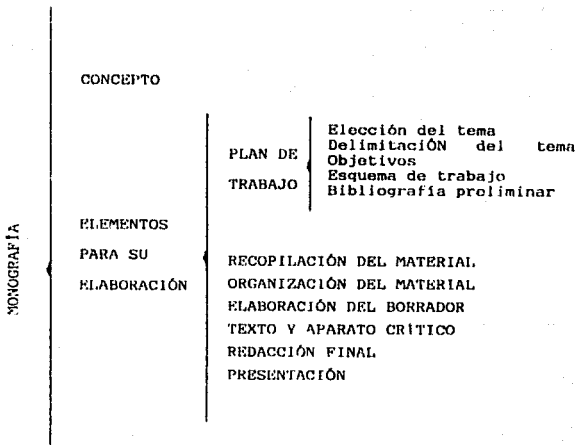 MONOGRAFÍA
CONCEPTO
ELEMENTOS
PARA SU
ELABORACIÓN
PLAN DE
TRABAJO
Elección del tema
DelimitaciÓN del tema
Objetivos
Esquema de trabajo
Bibliografía preliminar
RECOPILACIÓN DEL MATERIAL
ORGANIZACIÓN DEL MATERIAL
ELABORACIÓN DEL BORRADOR
TEXTO Y APARATO CRÍTICO
REDACCIÓN FINAL
PRESENTACIÓN